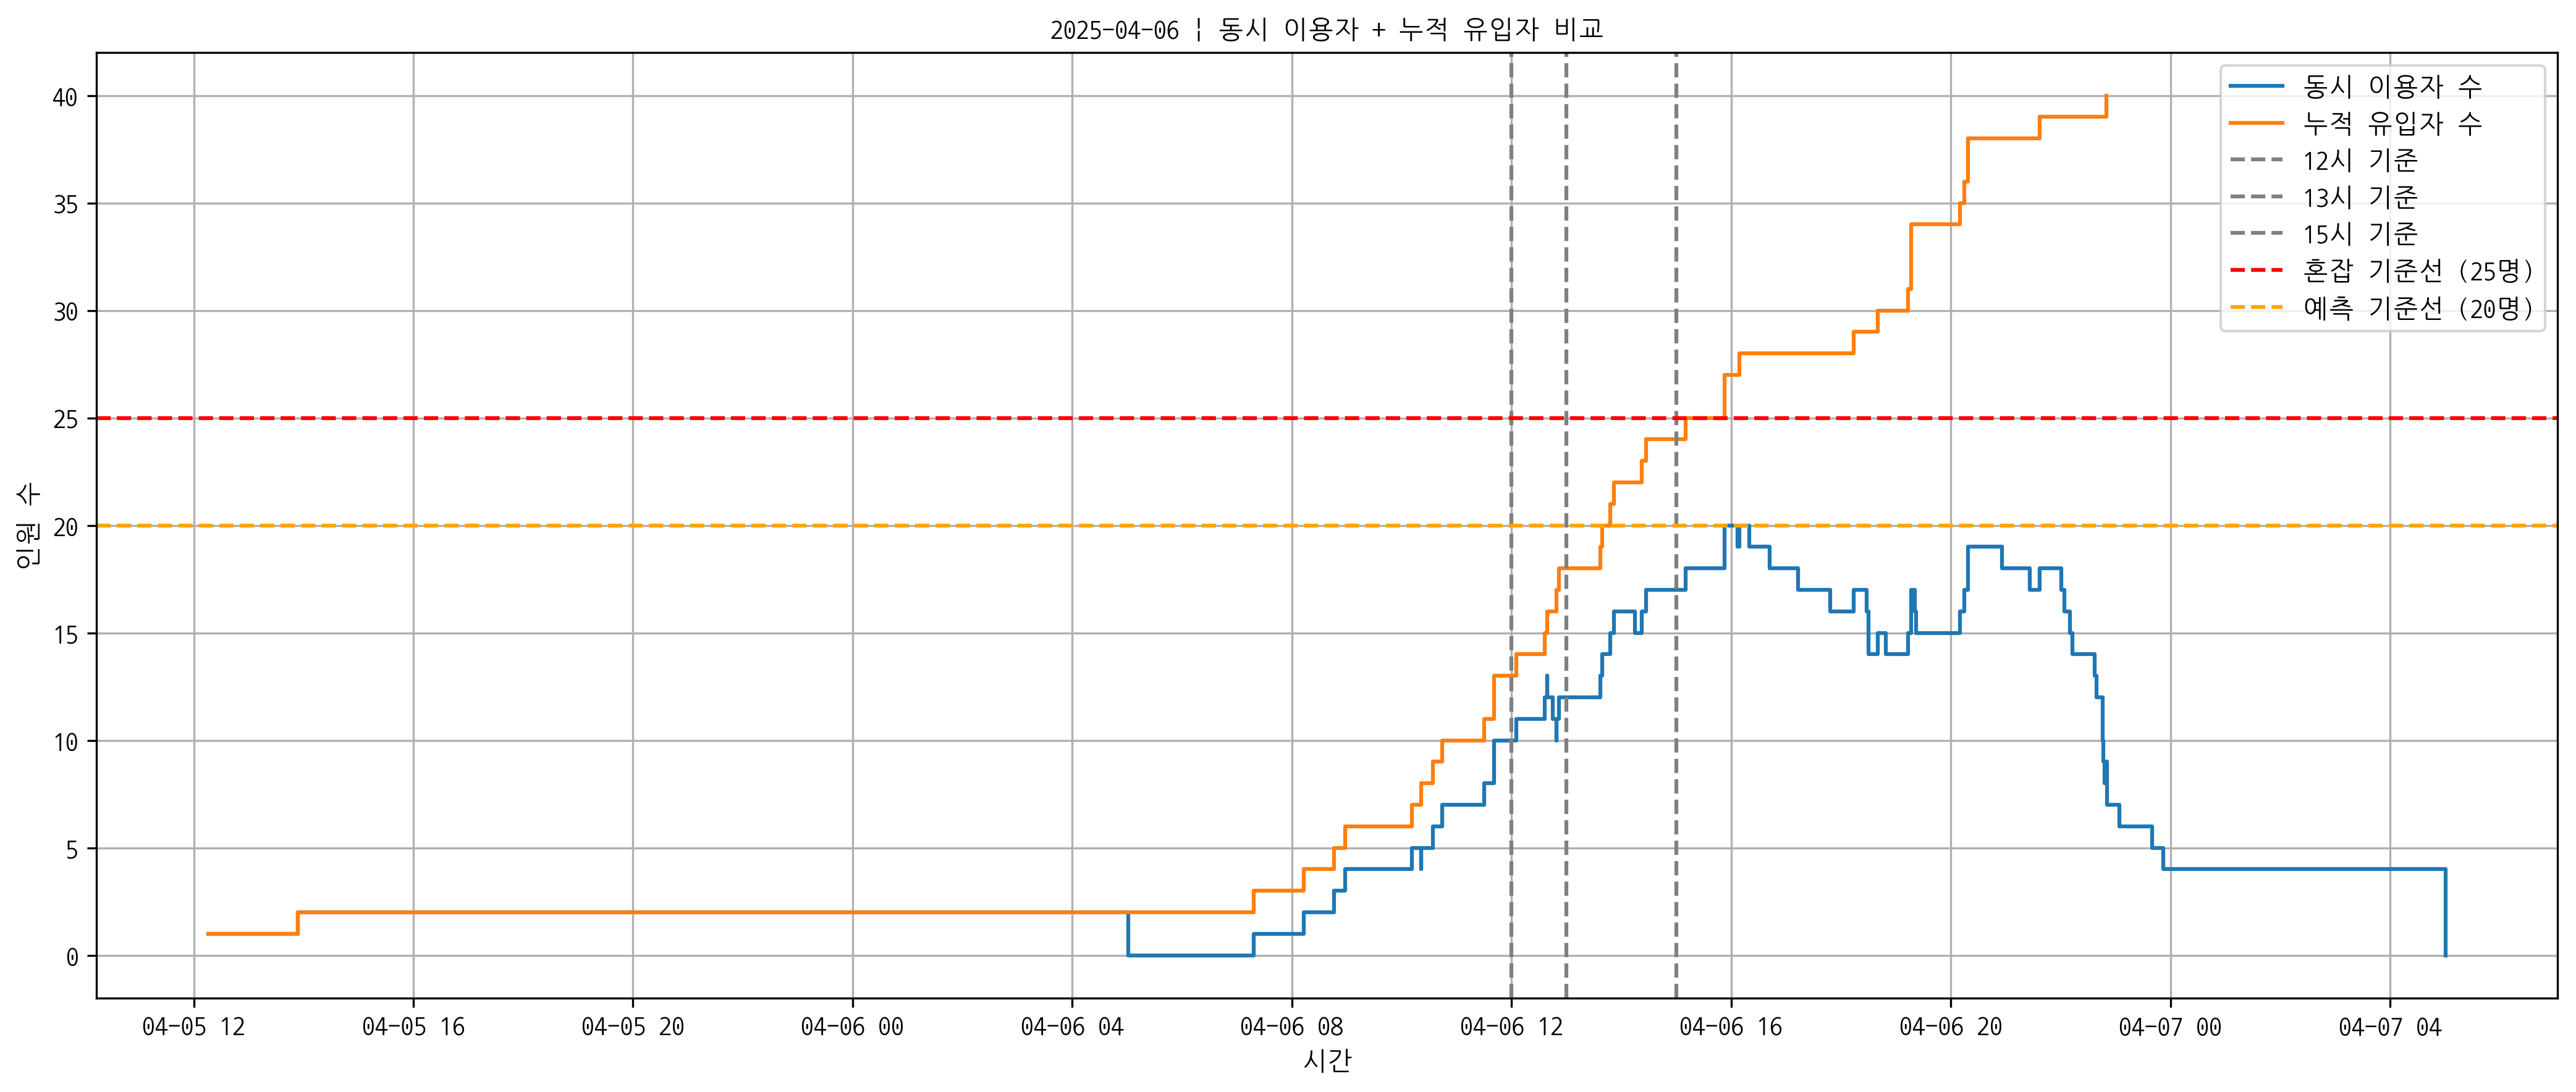 2025-04-06 | 동시 이용자 + 누적 유입자 비교
동시 이용자 수
누적 유입자 수
12시 기준
13시 기준
15시 기준
혼잡 기준선 (25명)
예측 기준선 (20명)
인원 수
40
35
30
25
20
15
10
5
0
04-05 12
04-05 16
04-05 20
04-06 00
04-06 04
04-06 08
04-06 12
04-06 16
04-06 20
04-07 00
04-07 04
시간